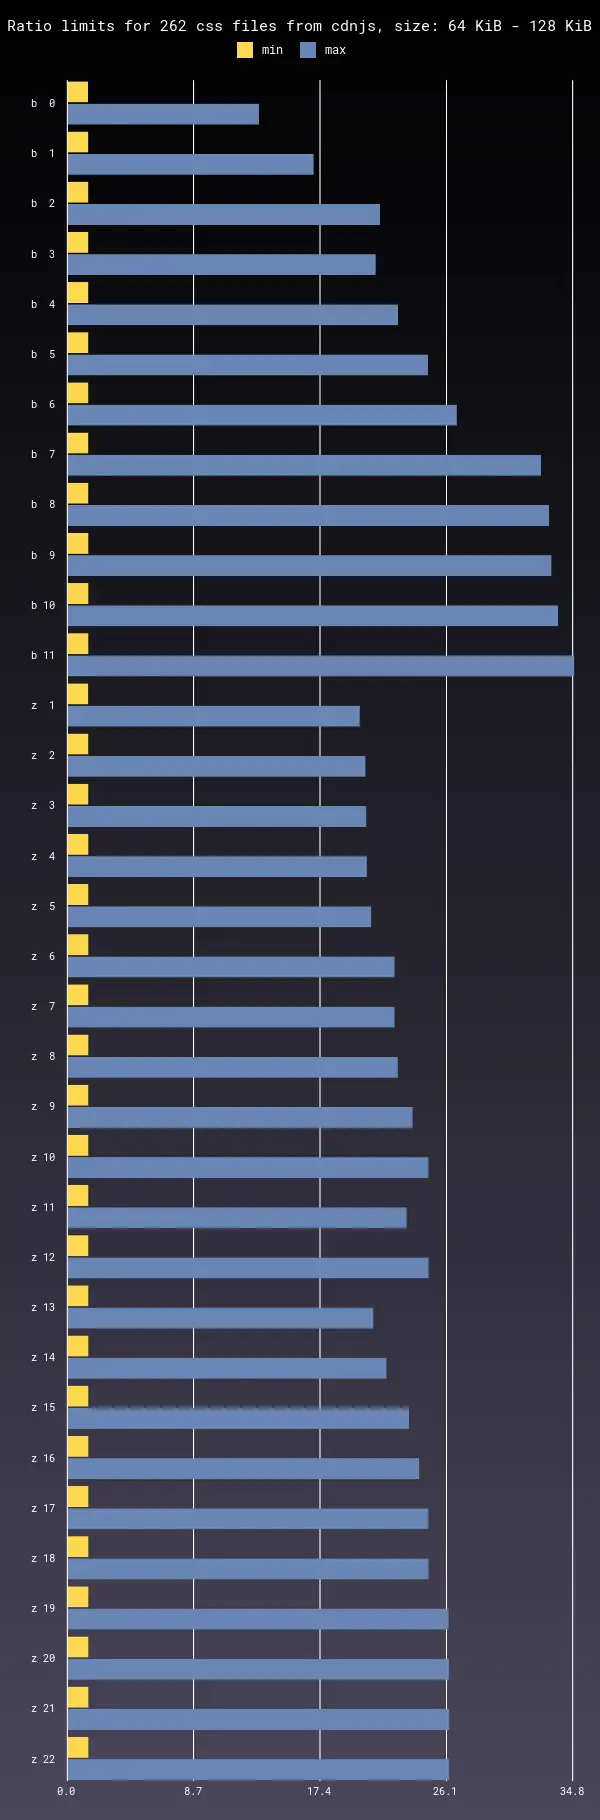 Ratio limits for 262 css files from cdnjs, size: 64 KiB - 128 KiB
min max
b 0
b 1
b 2
b 3
b 4
b 5
b 6
b 7
b 8
b 9
b 10
b 11
z 1
z 2
z 3
z 4
z 5
z 6
z 7
z 8
z 9
z 10
z 11
z 12
z 13
z 14
z 15
z 16
z 17
z 18
z 19
z 20
z 21
z 22
0.0 8.7 17.4 26.1 34.8